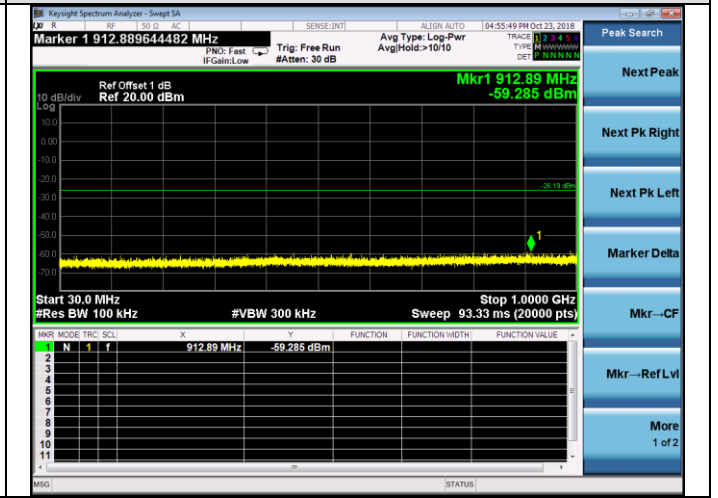 Keysight Spectrum Analyzer - Swept SA
R RF 50 Ω AC SENSE:INT ALIGN AUTO 04:55:49 PM Oct 23, 2018
Marker 1 912.889644482 MHz
PNO: Fast
IFGain:Low
Trig: Free Run
#Atten: 30 dB
Avg Type: Log-Pwr
Avg|Hold:>10/10
TRACE 1 2 3 4 5 6
TYPE M WWWWW
DET P N N N N N
Peak Search
Mkr1 912.89 MHz
-59.285 dBm
Ref Offset 1 dB
10 dB/div Ref 20.00 dBm
Log
10.0
0.00
-10.0
-20.0
-26.19 dBm
-30.0
-40.0
-50.0
1
-60.0
-70.0
Start 30.0 MHz Stop 1.0000 GHz
#Res BW 100 kHz #VBW 300 kHz Sweep 93.33 ms (20000 pts)
MKR MODE TRC SCL X Y FUNCTION FUNCTION WIDTH FUNCTION VALUE
1 N 1 f 912.89 MHz -59.285 dBm
2
3
4
5
6
7
8
9
10
11
MSG STATUS
Next Peak
Next Pk Right
Next Pk Left
Marker Delta
Mkr→CF
Mkr→Ref Lvl
More
1 of 2